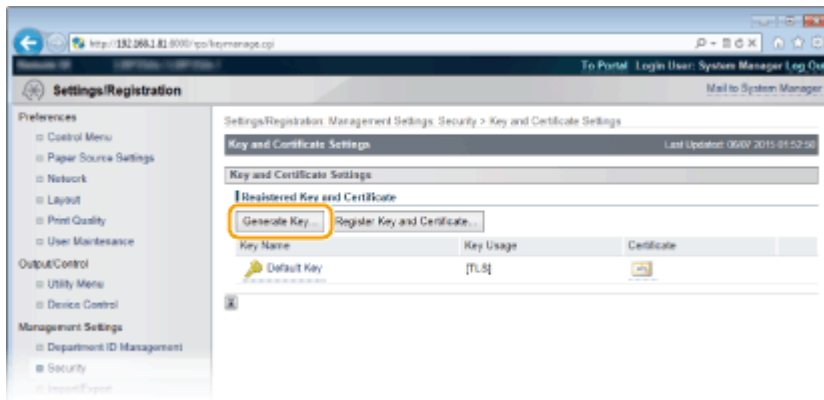 http://192.168.1.81:8000/rps/keymanage.cgi
To Portal Login User: System Manager Log Ou
Settings/Registration
Mail to System Manager
Preferences
Settings/Registration: Management Settings: Security > Key and Certificate Settings
Control Menu
Key and Certificate Settings
Last Updated: 06/07 2015 01:52:50
Paper Source Settings
Network
Key and Certificate Settings
Layout
Registered Key and Certificate
Print Quality
Generate Key...
Register Key and Certificate...
User Maintenance
Key Name
Key Usage
Certificate
Output/Control
Default Key
[TLS]
Utility Menu
Device Control
Management Settings
Department ID Management
Security
Import/Export